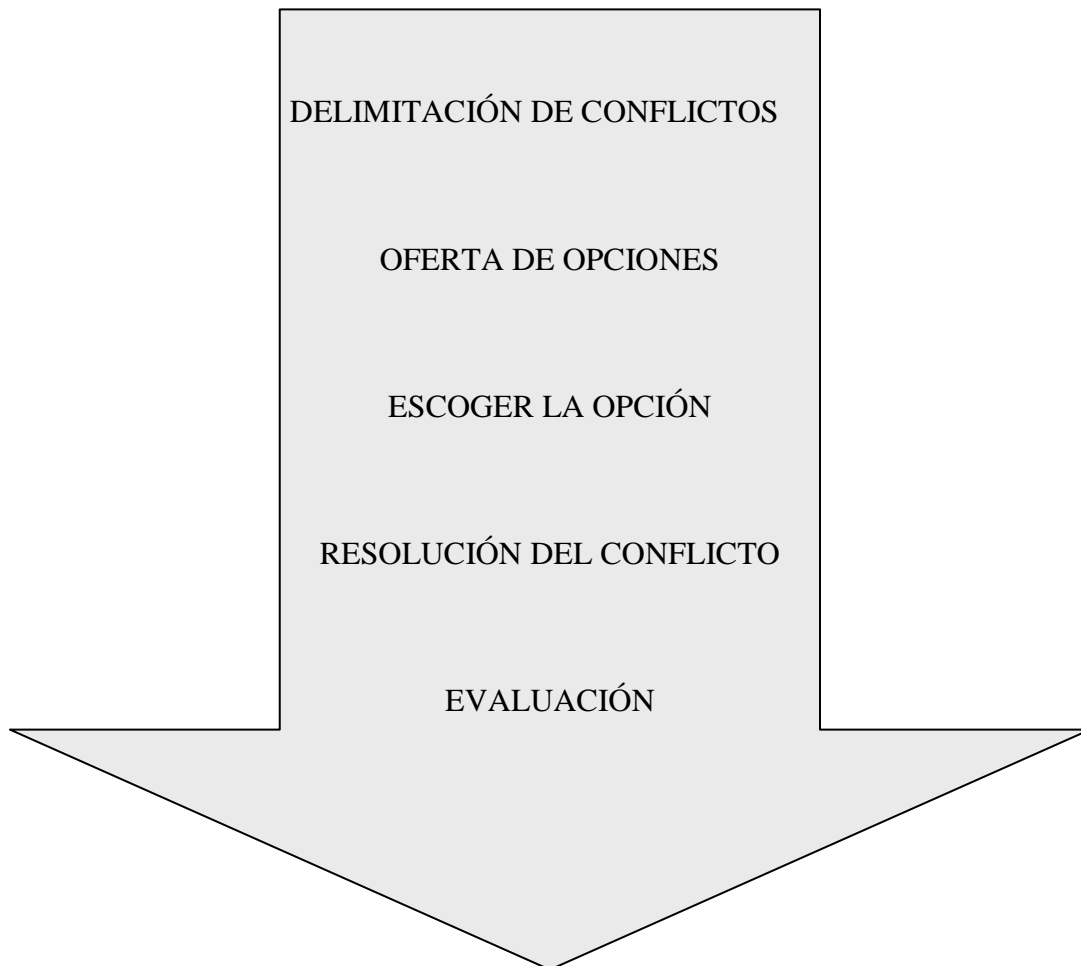 DELIMITACIÓN DE CONFLICTOS
OFERTA DE OPCIONES
ESCOGER LA OPCIÓN
RESOLUCIÓN DEL CONFLICTO
EVALUACIÓN